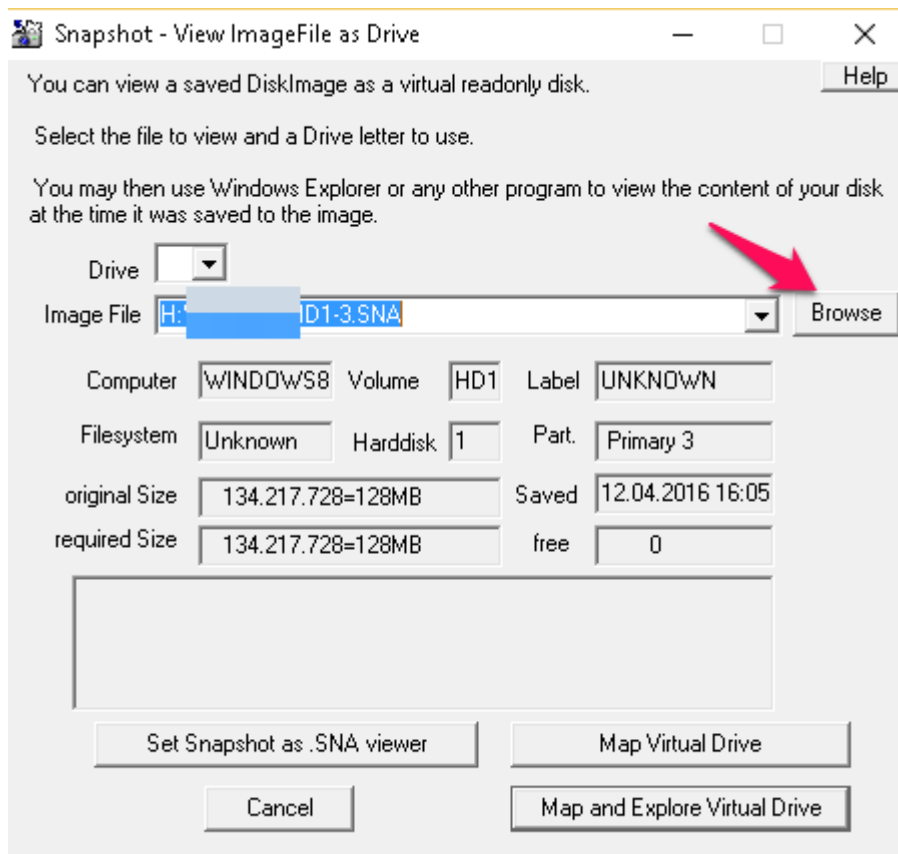 Snapshot - View ImageFile as Drive
Help
You can view a saved DiskImage as a virtual readonly disk.
Select the file to view and a Drive letter to use.
You may then use Windows Explorer or any other program to view the content of your disk
at the time it was saved to the image.
Drive
Image File H: D1-3.SNA Browse
Computer WINDOWS8 Volume HD1 Label UNKNOWN
Filesystem Unknown Harddisk 1 Part. Primary 3
original Size 134.217.728=128MB Saved 12.04.2016 16:05
required Size 134.217.728=128MB free 0
Set Snapshot as .SNA viewer Map Virtual Drive
Cancel Map and Explore Virtual Drive